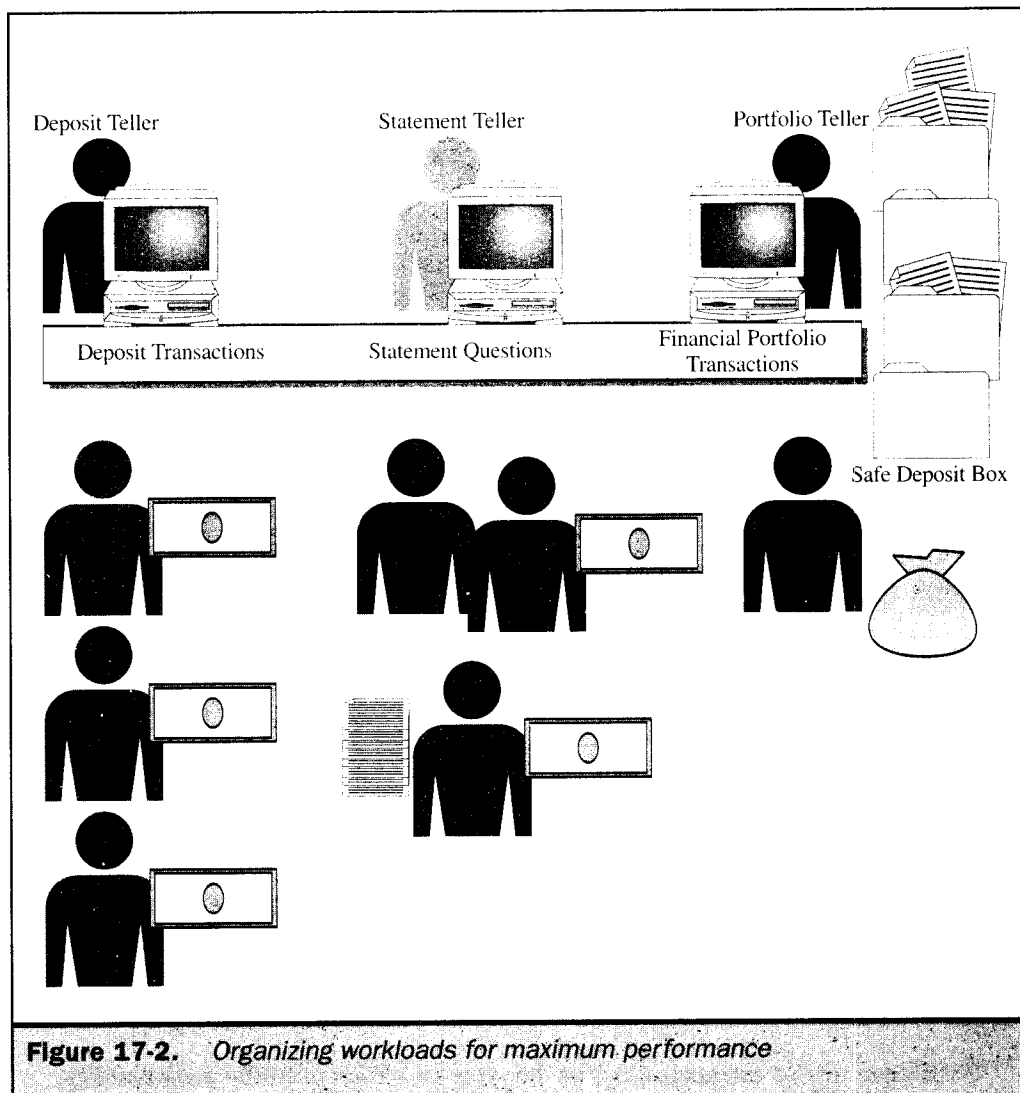 Deposit Teller
Statement Teller
Portfolio Teller
Deposit Transactions
Statement Questions
Financial Portfolio
Transactions
Safe Deposit Box
Figure 17-2. Organizing workloads for maximum performance